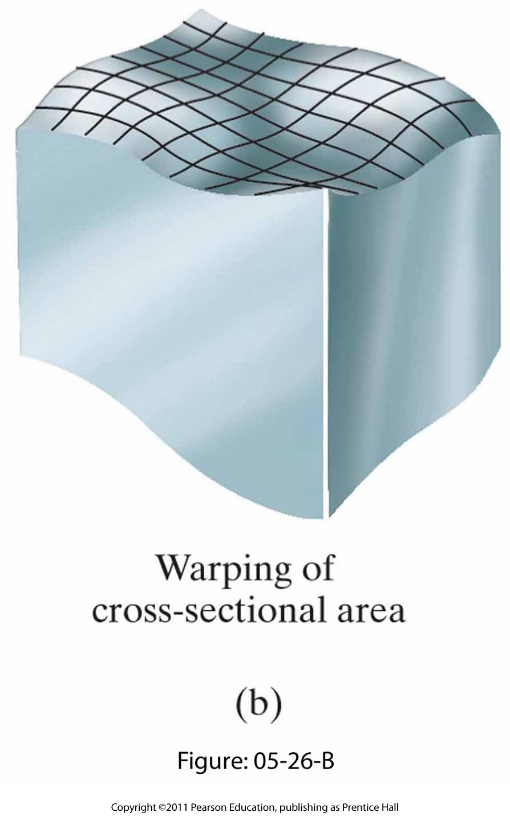 Warping of
cross-sectional area
(b)
Figure: 05-26-B
Copyright ©2011 Pearson Education, publishing as Prentice Hall